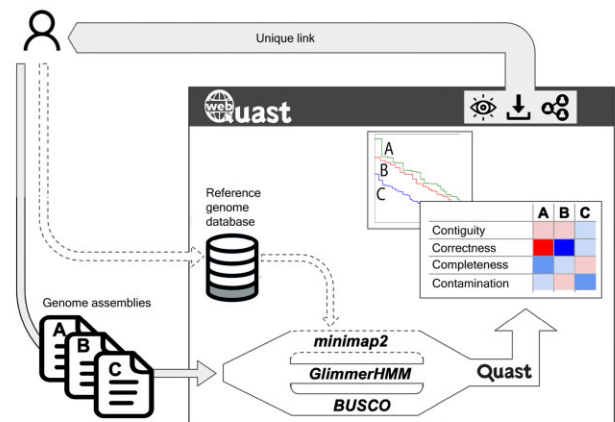 Unique link
web Quast
A
B
C
Reference
genome
database
A B C
Contiguity
Correctness
Completeness
Contamination
Genome assemblies
A
B
C
minimap2
GlimmerHMM
BUSCO
Quast